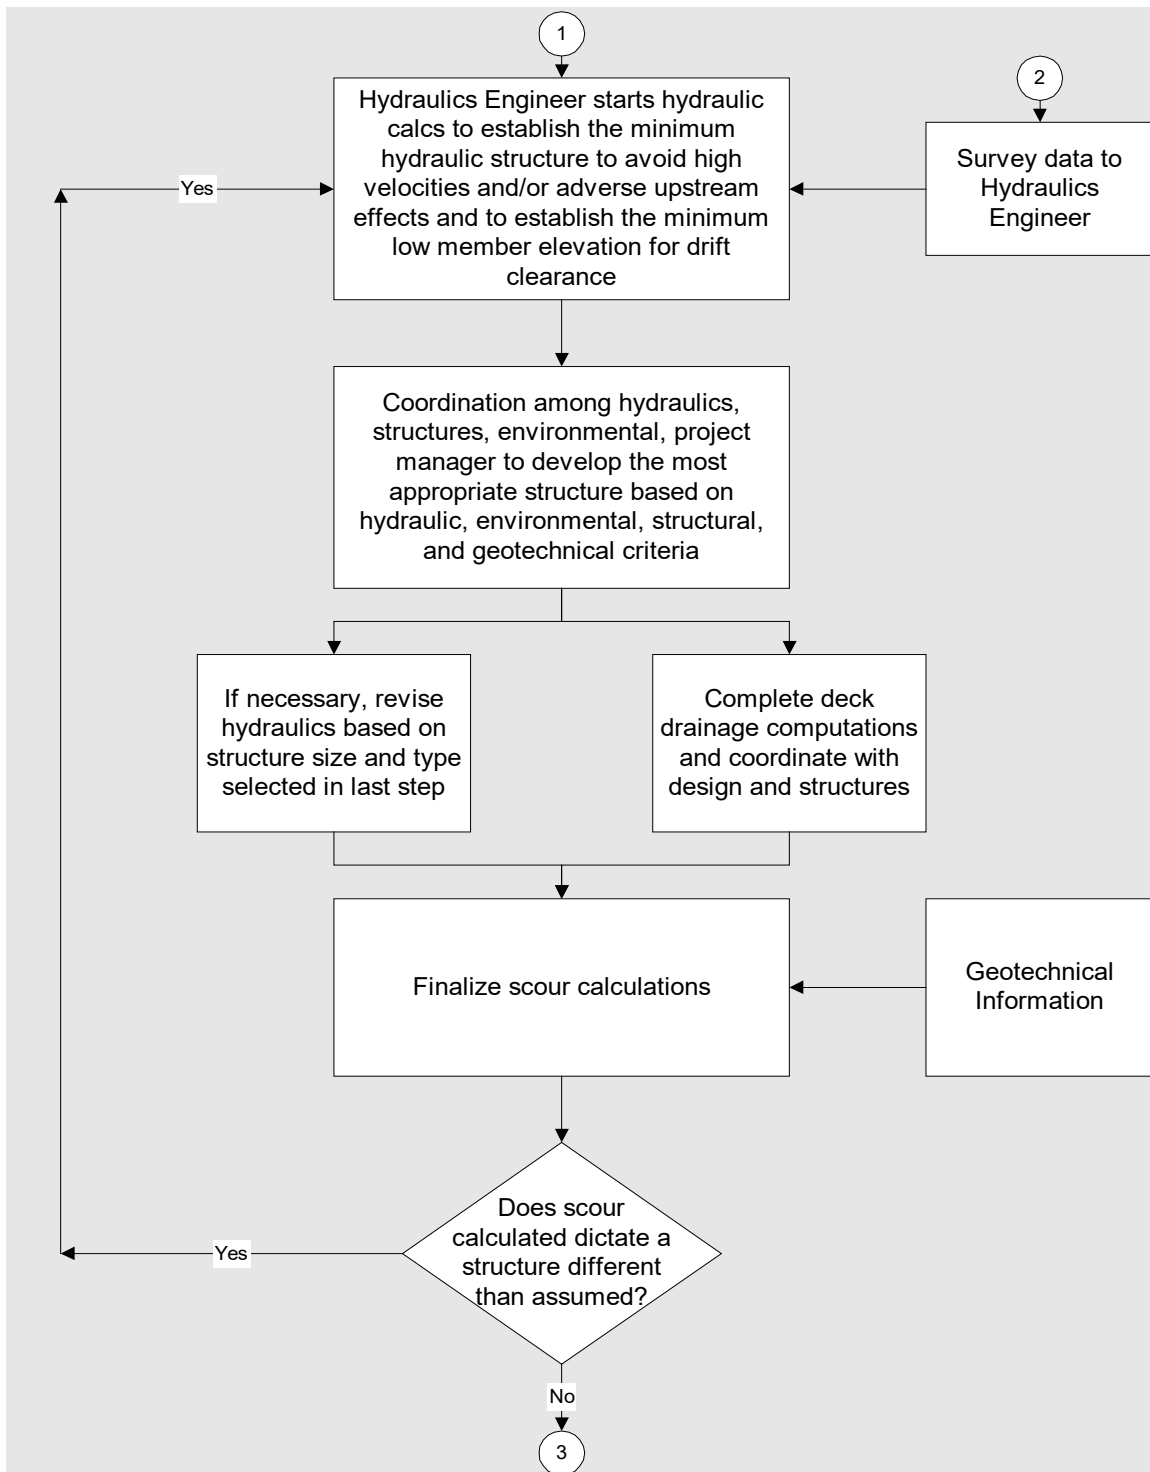 1
2
Hydraulics Engineer starts hydraulic
calcs to establish the minimum
hydraulic structure to avoid high
velocities and/or adverse upstream
effects and to establish the minimum
low member elevation for drift
clearance
Survey data to
Hydraulics
Engineer
Yes
Coordination among hydraulics,
structures, environmental, project
manager to develop the most
appropriate structure based on
hydraulic, environmental, structural,
and geotechnical criteria
If necessary, revise
hydraulics based on
structure size and type
selected in last step
Complete deck
drainage computations
and coordinate with
design and structures
Finalize scour calculations
Geotechnical
Information
Does scour
calculated dictate a
structure different
than assumed?
Yes
No
3